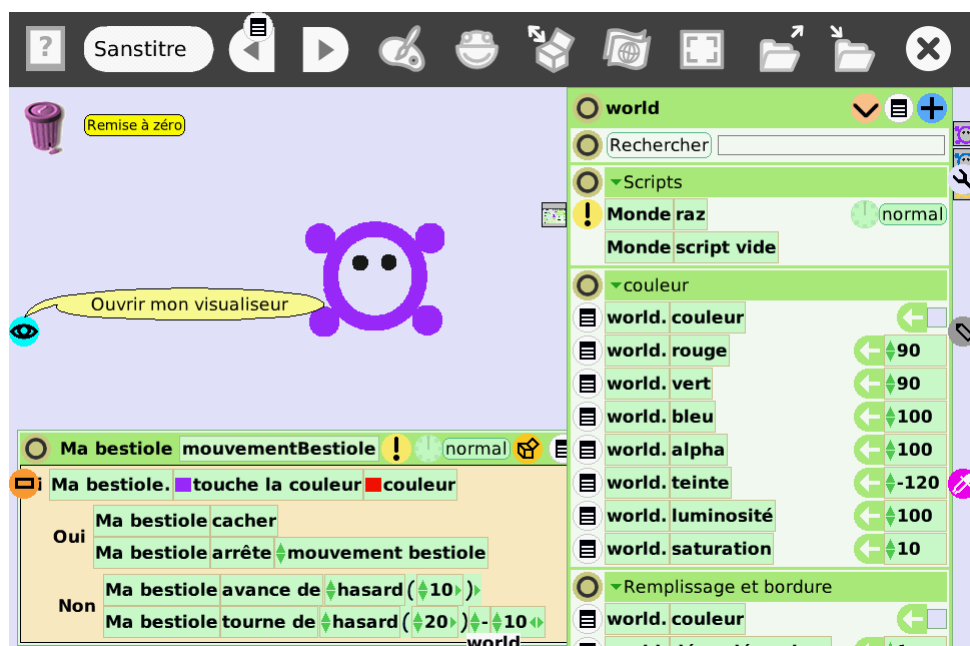 ?
Sanstitre
Remise à zéro
Ouvrir mon visualiseur
Ma bestiole mouvementBestiole ! normal
i Ma bestiole. touche la couleur couleur
Oui
Ma bestiole cacher
Ma bestiole arrête mouvement bestiole
Non
Ma bestiole avance de hasard ( 10 )
Ma bestiole tourne de hasard ( 20 ) - 10
world
world
Rechercher
Scripts
! Monde raz normal
Monde script vide
couleur
world. couleur
world. rouge 90
world. vert 90
world. bleu 100
world. alpha 100
world. teinte -120
world. luminosité 100
world. saturation 10
Remplissage et bordure
world. couleur